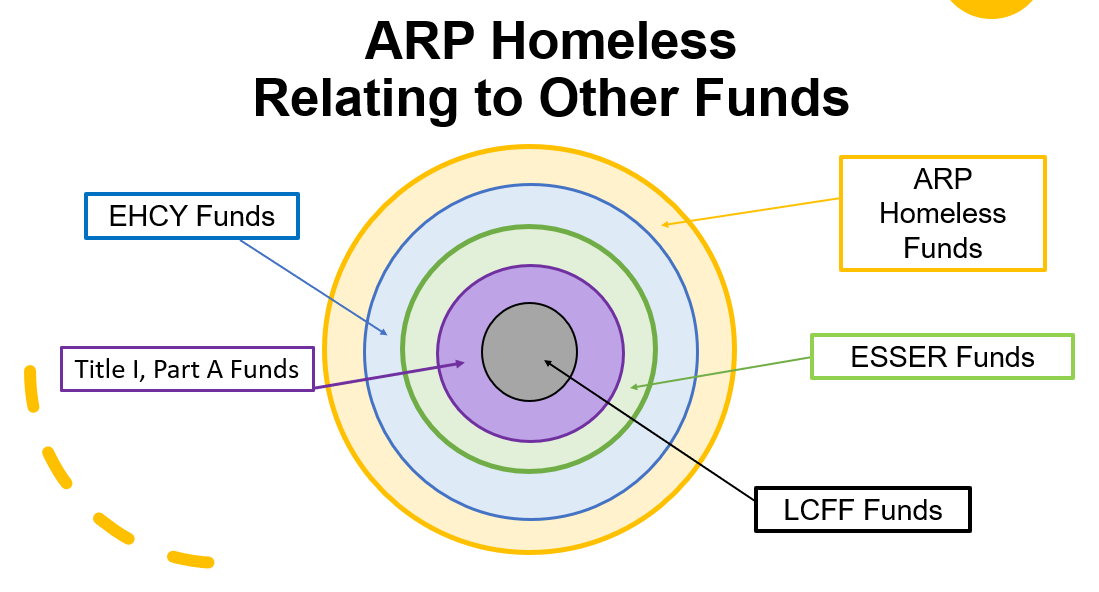 ARP Homeless
Relating to Other Funds
EHCY Funds
ARP
Homeless
Funds
Title I, Part A Funds
ESSER Funds
LCFF Funds